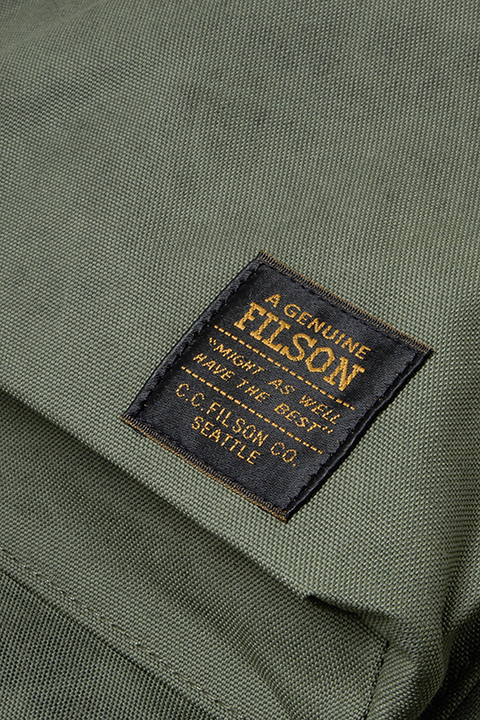 A GENUINE
FILSON
"MIGHT AS WELL
HAVE THE BEST"
C.C. FILSON CO.
SEATTLE